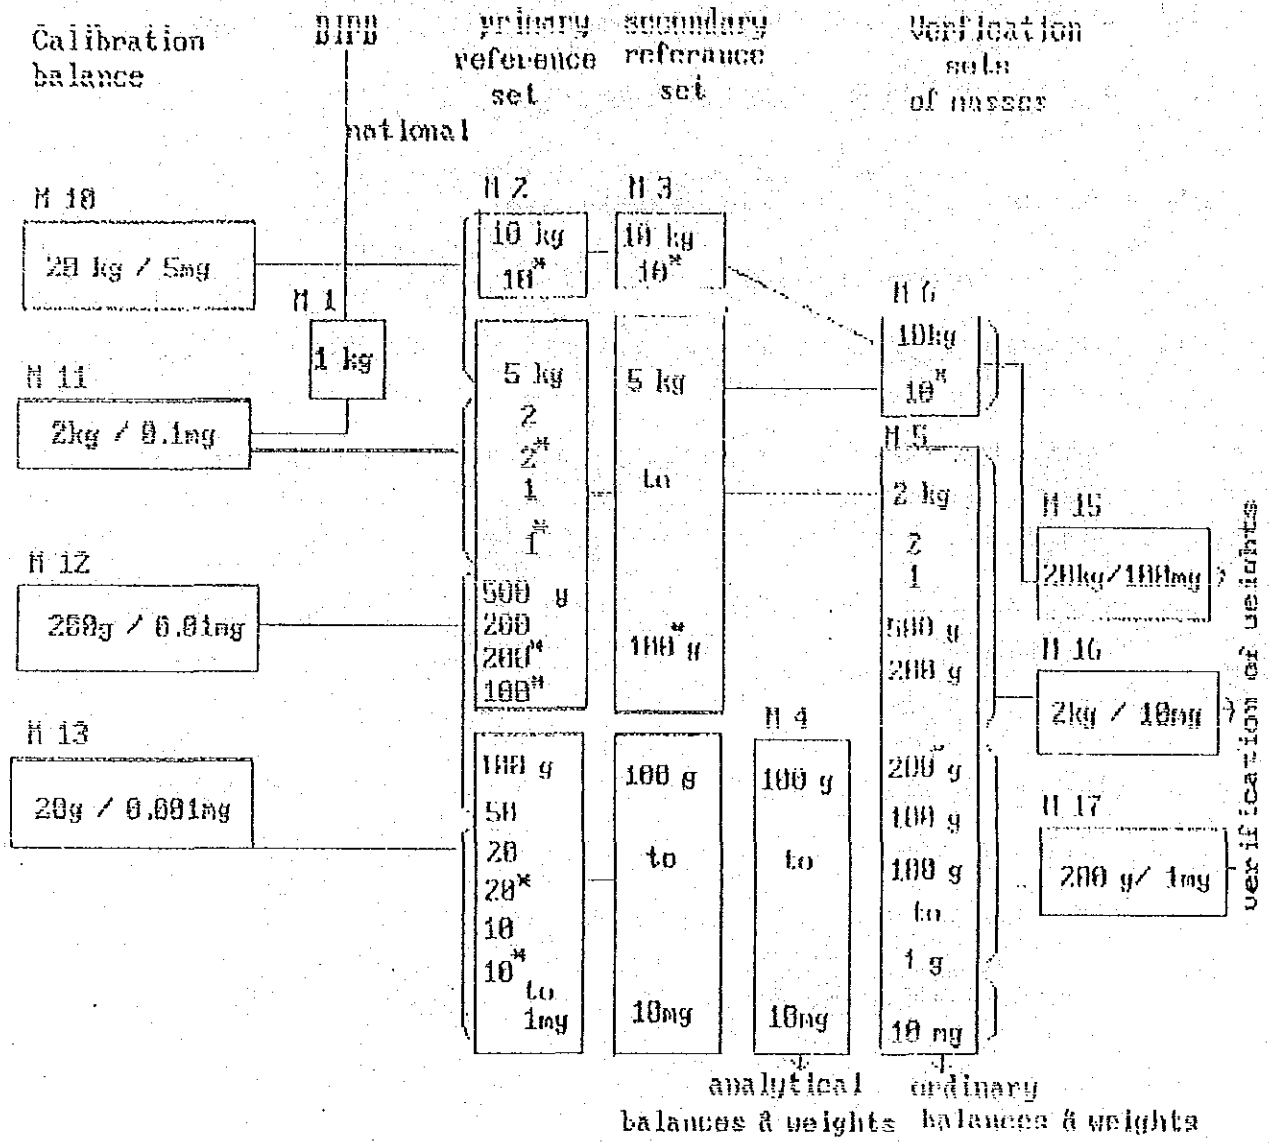 Calibration
balance
BIPB
primary
reference
set
secondary
reference
set
Verfication
sets
of masses
national
M 10
20 kg / 5mg
M 1
1 kg
M 11
2kg / 0.1mg
M 12
200g / 0.01mg
M 13
20g / 0.001mg
M 2
10 kg
10*
5 kg
2
2*
1
1*
500 g
200
200*
100*
100 g
50
20
20*
10
10*
to
1mg
M 3
10 kg
10*
5 kg
to
100* g
100 g
to
10mg
M 4
100 g
to
10mg
analytical
balances & weights
M 6
10kg
10*
M 5
2 kg
2
1
500 g
200 g
200* g
100 g
100 g
to
1 g
10 mg
ordinary
balances & weights
M 15
20kg/100mg
M 16
2kg / 10mg
M 17
200 g/ 1mg
verification of weights